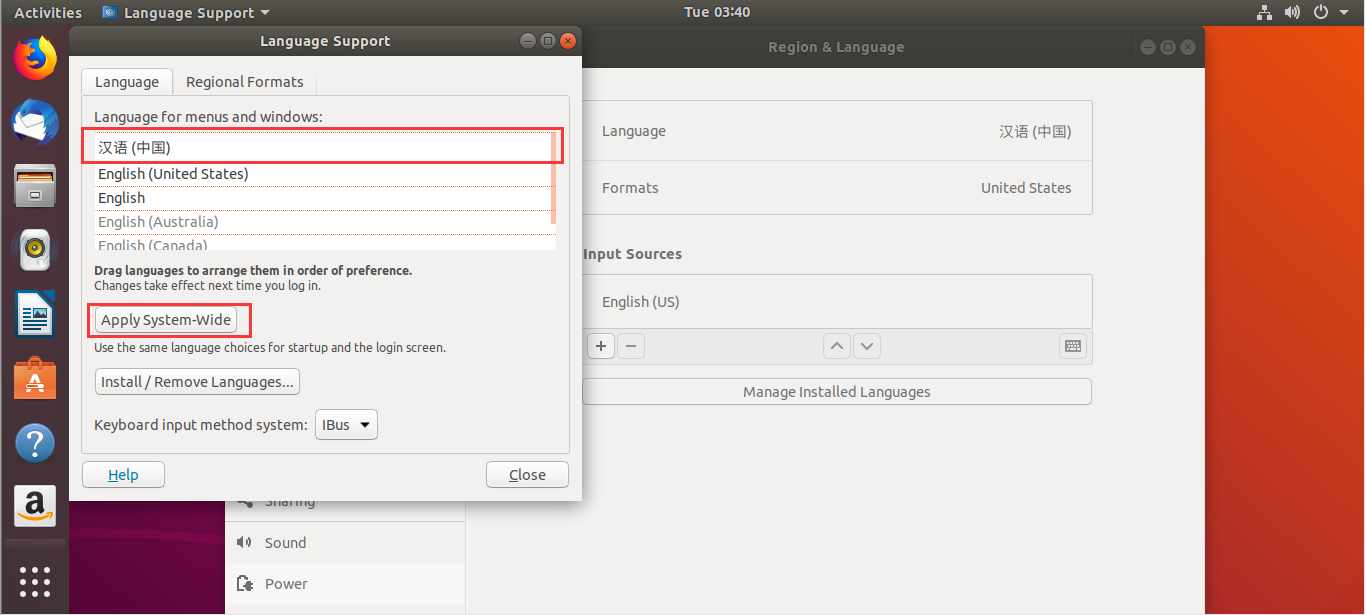 Activities
Language Support
Tue 03:40
Language Support
Region & Language
Language
Regional Formats
Language for menus and windows:
汉语 (中国)
English (United States)
English
English (Australia)
English (Canada)
Drag languages to arrange them in order of preference.
Changes take effect next time you log in.
Apply System-Wide
Use the same language choices for startup and the login screen.
Install / Remove Languages...
Keyboard input method system:
IBus
Help
Close
Language
汉语 (中国)
Formats
United States
Input Sources
English (US)
Manage Installed Languages
Sharing
Sound
Power